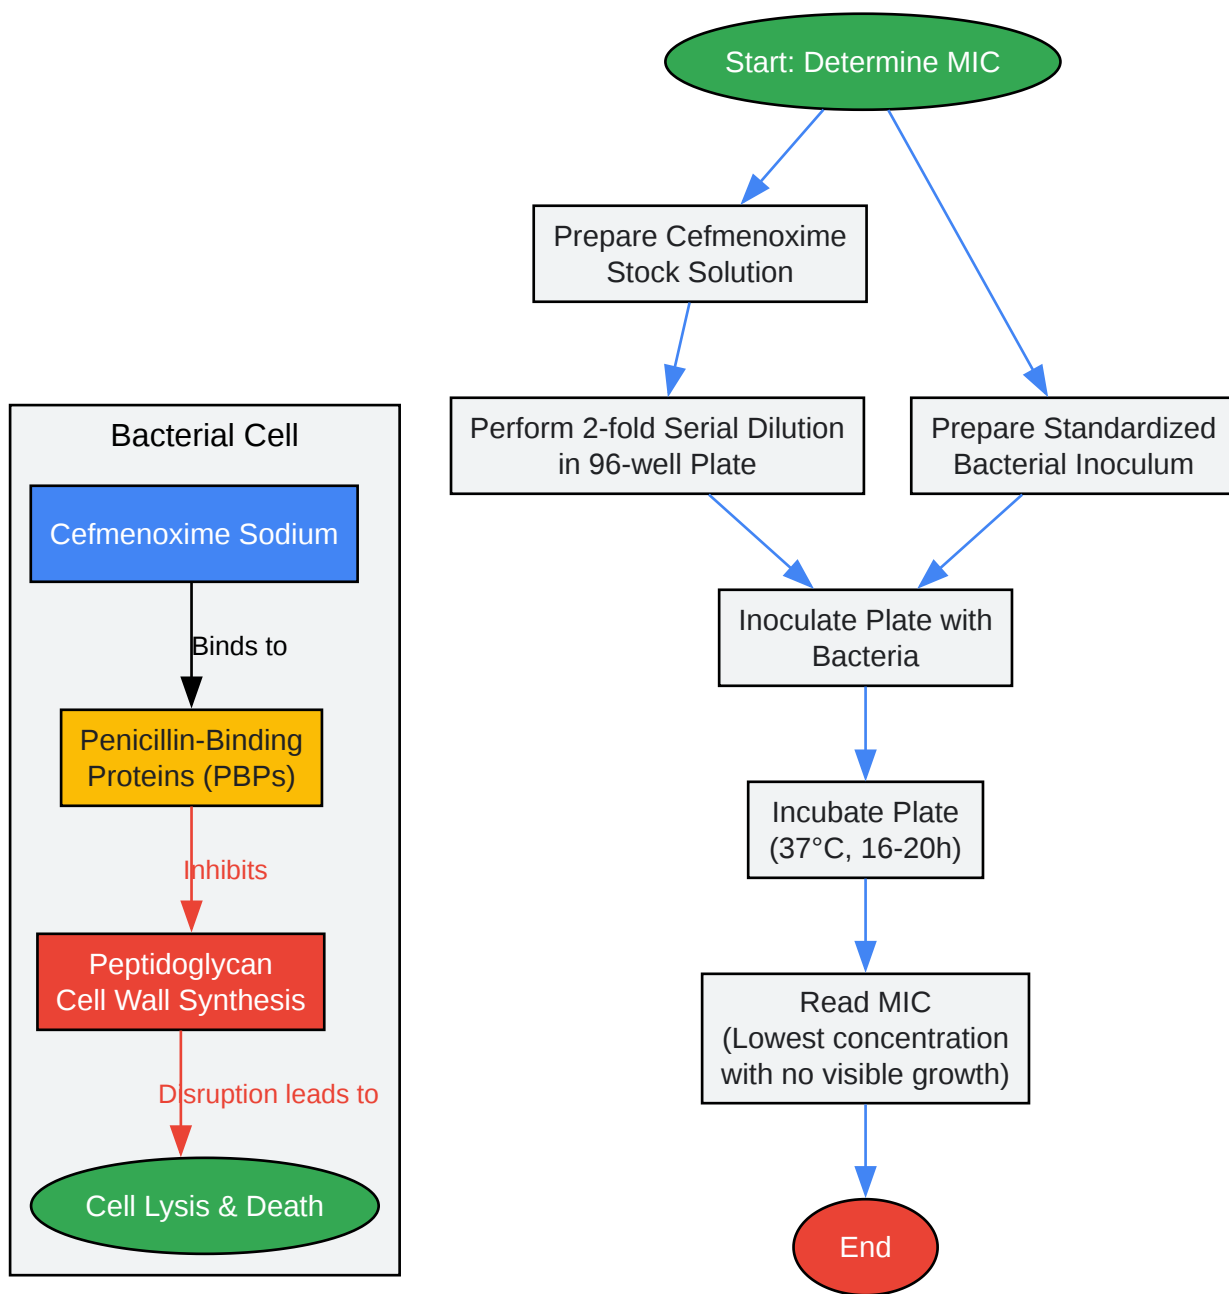 Start: Determine MIC
Prepare Cefmenoxime
Stock Solution
Perform 2-fold Serial Dilution
in 96-well Plate
Prepare Standardized
Bacterial Inoculum
Inoculate Plate with
Bacteria
Incubate Plate
(37°C, 16-20h)
Read MIC
(Lowest concentration
with no visible growth)
End
Bacterial Cell
Cefmenoxime Sodium
Binds to
Penicillin-Binding
Proteins (PBPs)
Inhibits
Peptidoglycan
Cell Wall Synthesis
Disruption leads to
Cell Lysis & Death